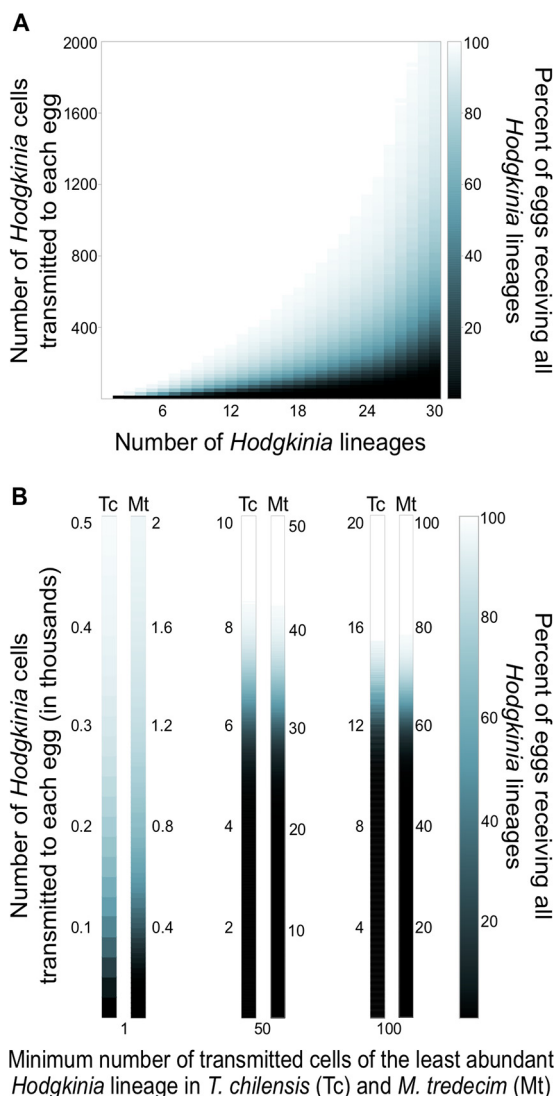 A
Number of Hodgkinia cells
transmitted to each egg
2000
1600
1200
800
400
6 12 18 24 30
Number of Hodgkinia lineages
100
80
60
40
20
Percent of eggs receiving all
Hodgkinia lineages
B
Number of Hodgkinia cells
transmitted to each egg (in thousands)
Tc Mt Tc Mt Tc Mt
0.5 2 10 50 20 100
0.4 1.6 8 40 16 80
0.3 1.2 6 30 12 60
0.2 0.8 4 20 8 40
0.1 0.4 2 10 4 20
1 50 100
100
80
60
40
20
Percent of eggs receiving all
Hodgkinia lineages
Minimum number of transmitted cells of the least abundant
Hodgkinia lineage in T. chilensis (Tc) and M. tredecim (Mt)